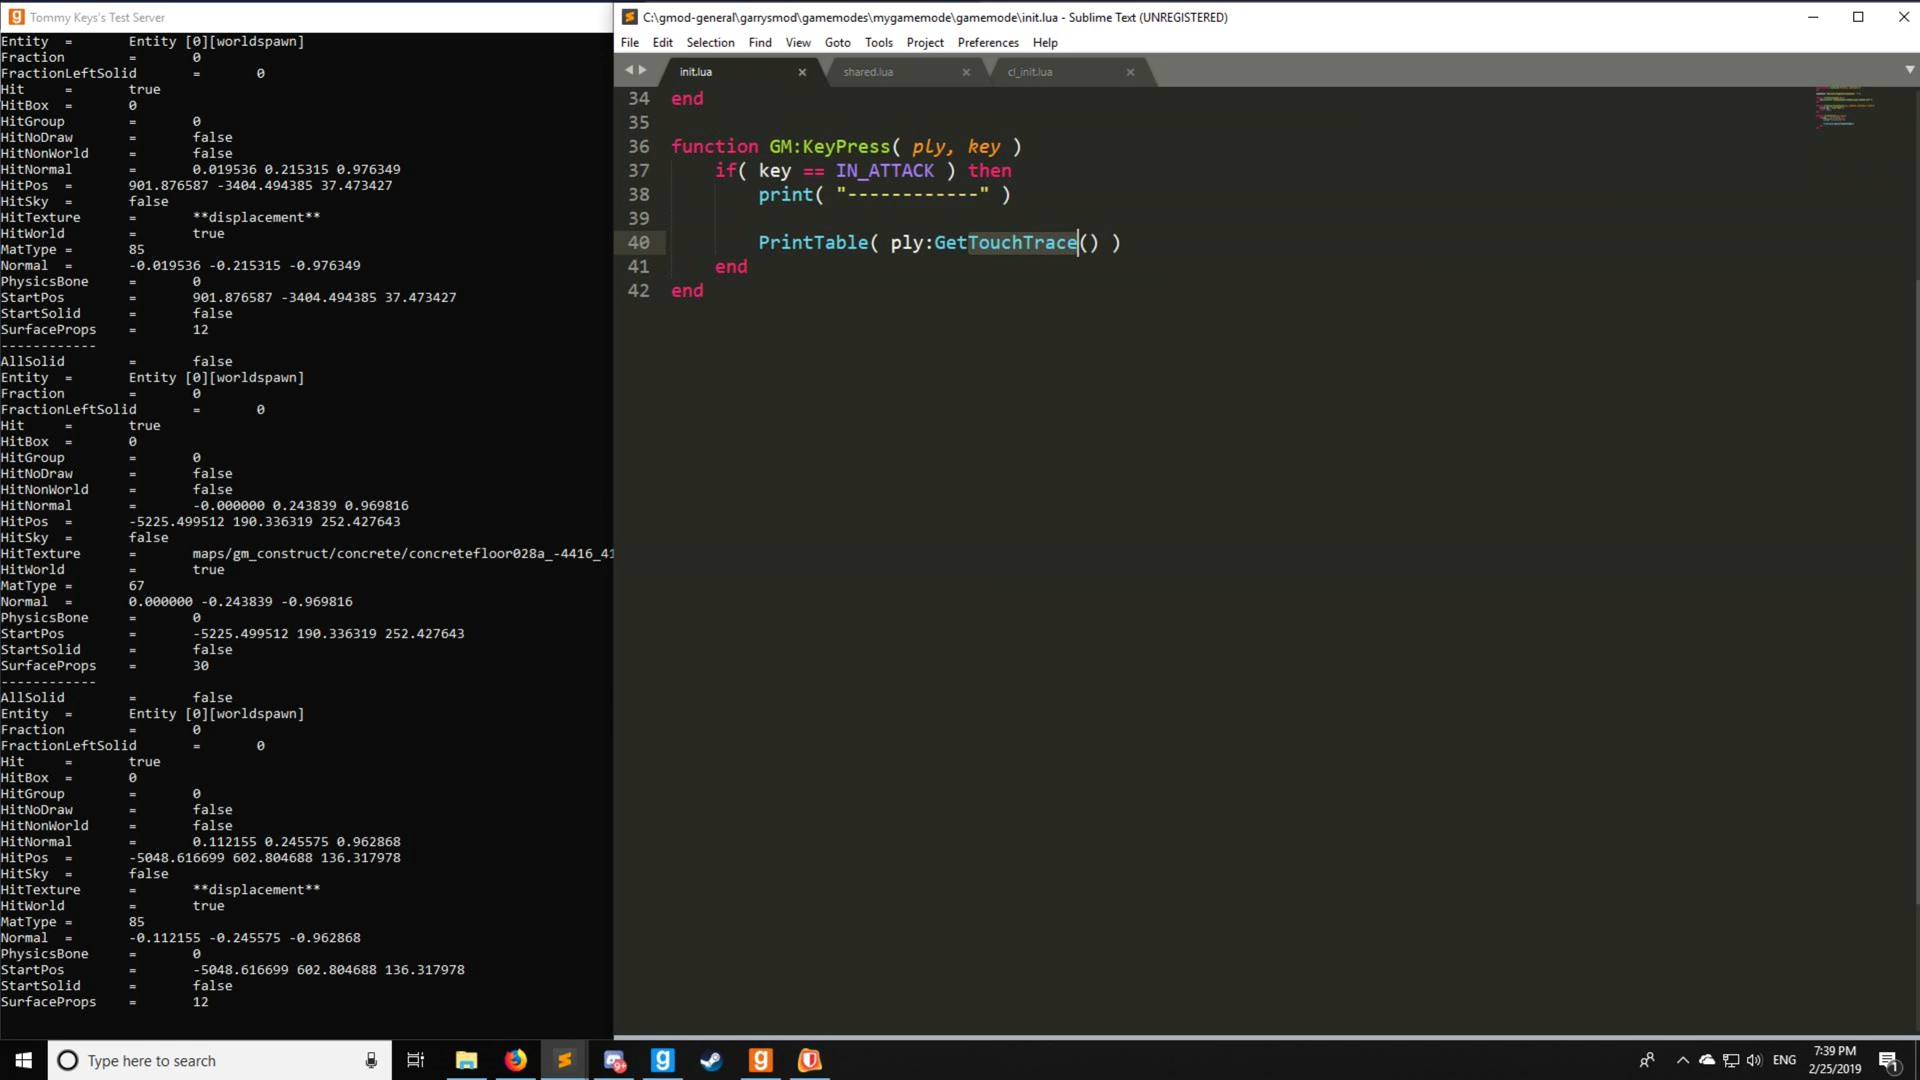 Tommy Keys's Test Server
Entity = Entity [0][worldspawn]
Fraction = 0
FractionLeftSolid = 0
Hit = true
HitBox = 0
HitGroup = 0
HitNoDraw = false
HitNonWorld = false
HitNormal = 0.019536 0.215315 0.976349
HitPos = 901.876587 -3404.494385 37.473427
HitSky = false
HitTexture = **displacement**
HitWorld = true
MatType = 85
Normal = -0.019536 -0.215315 -0.976349
PhysicsBone = 0
StartPos = 901.876587 -3404.494385 37.473427
StartSolid = false
SurfaceProps = 12
------------
AllSolid = false
Entity = Entity [0][worldspawn]
Fraction = 0
FractionLeftSolid = 0
Hit = true
HitBox = 0
HitGroup = 0
HitNoDraw = false
HitNonWorld = false
HitNormal = -0.000000 0.243839 0.969816
HitPos = -5225.499512 190.336319 252.427643
HitSky = false
HitTexture = maps/gm_construct/concrete/concretefloor028a_-4416_41
HitWorld = true
MatType = 67
Normal = 0.000000 -0.243839 -0.969816
PhysicsBone = 0
StartPos = -5225.499512 190.336319 252.427643
StartSolid = false
SurfaceProps = 30
------------
AllSolid = false
Entity = Entity [0][worldspawn]
Fraction = 0
FractionLeftSolid = 0
Hit = true
HitBox = 0
HitGroup = 0
HitNoDraw = false
HitNonWorld = false
HitNormal = 0.112155 0.245575 0.962868
HitPos = -5048.616699 602.804688 136.317978
HitSky = false
HitTexture = **displacement**
HitWorld = true
MatType = 85
Normal = -0.112155 -0.245575 -0.962868
PhysicsBone = 0
StartPos = -5048.616699 602.804688 136.317978
StartSolid = false
SurfaceProps = 12
C:\gmod-general\garrysmod\gamemodes\mygamemode\gamemode\init.lua - Sublime Text (UNREGISTERED)
File Edit Selection Find View Goto Tools Project Preferences Help
init.lua shared.lua cl_init.lua
34 end
35
36 function GM:KeyPress( ply, key )
37 if( key == IN_ATTACK ) then
38 print( "------------" )
39
40 PrintTable( ply:GetTouchTrace() )
41 end
42 end
Type here to search
9+
ENG
7:39 PM
2/25/2019
1